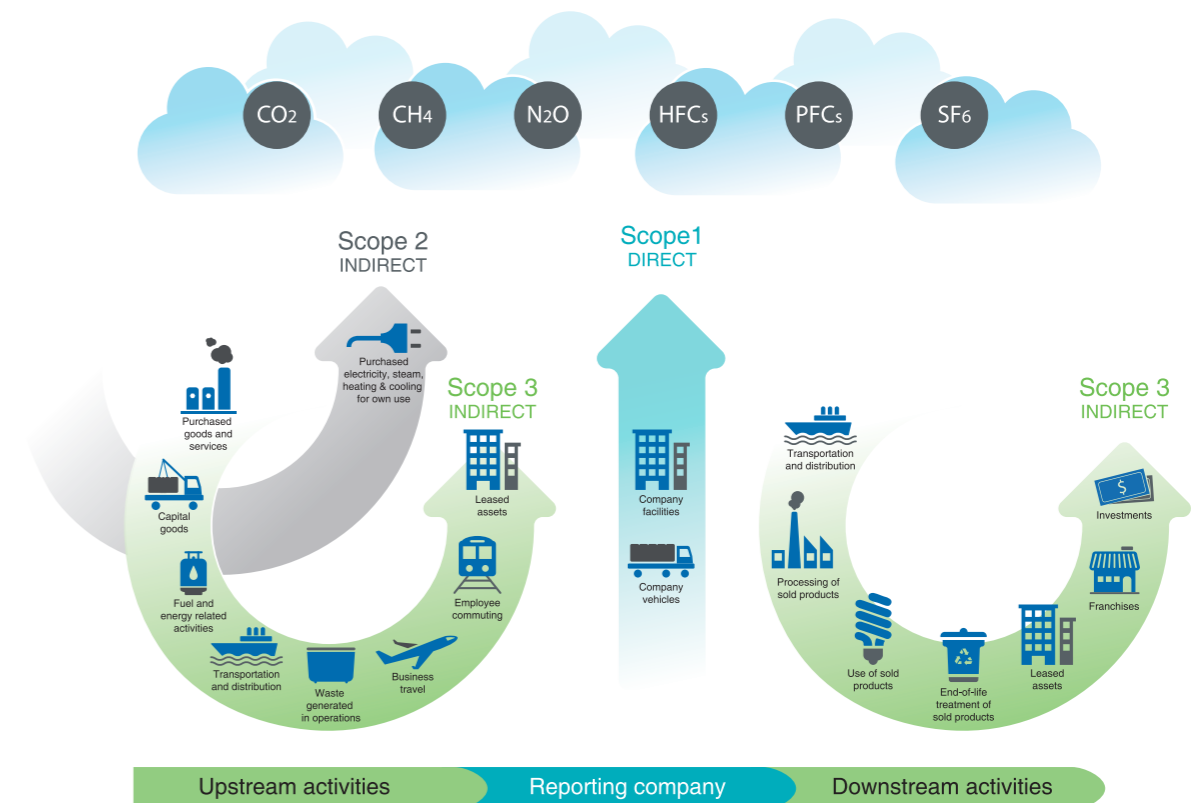 CO2
CH4
N2O
HFCs
PFCs
SF6
Scope 2
INDIRECT
Scope1
DIRECT
Purchased
electricity, steam,
heating & cooling
for own use
Scope 3
INDIRECT
Scope 3
INDIRECT
Purchased
goods and
services
Capital
goods
Fuel and
energy related
activities
Transportation
and distribution
Waste
generated
in operations
Business
travel
Employee
commuting
Leased
assets
Company
facilities
Company
vehicles
Transportation
and distribution
Processing of
sold products
Use of sold
products
End-of-life
treatment of
sold products
Leased
assets
Franchises
$
Investments
Upstream activities
Reporting company
Downstream activities